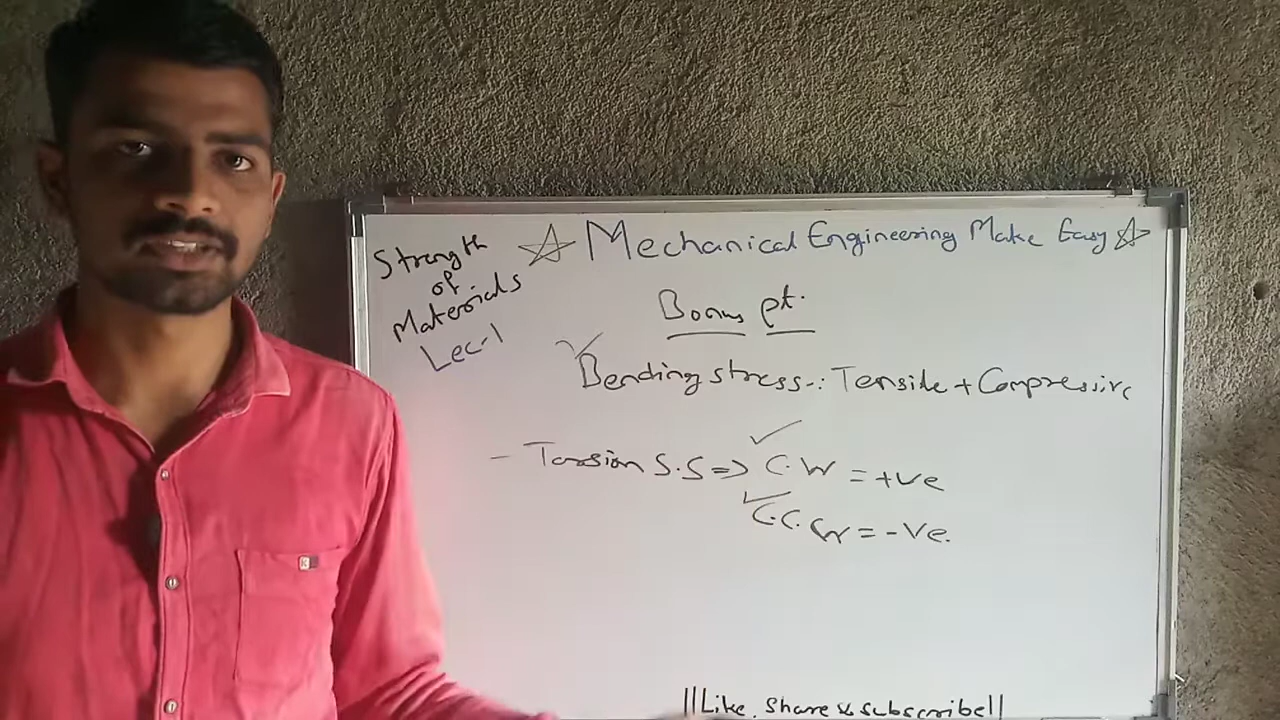 Strength
of
Materials
Lec-1
☆ Mechanical Engineering Make Easy ☆
Bonus pt.
✓ Bending stress-: Tensile + Compressive
- Torsion S.S => C.W = +ve ✓
✓ C.C.W = -ve.
||Like, Share & subscribe||